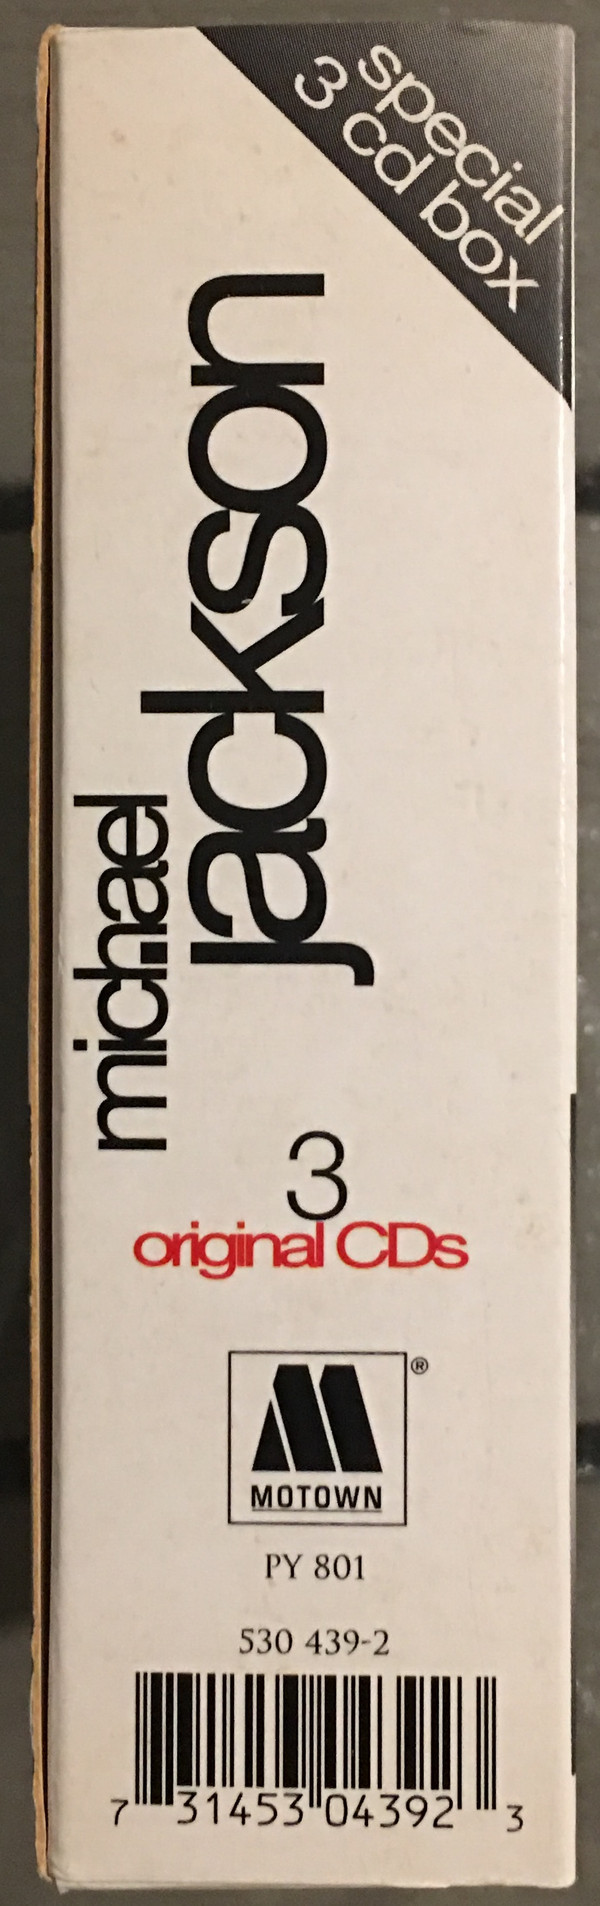 special
3 cd box
michael
jackson
3
original CDs
®
MOTOWN
PY 801
530 439-2
7 31453 04392 3